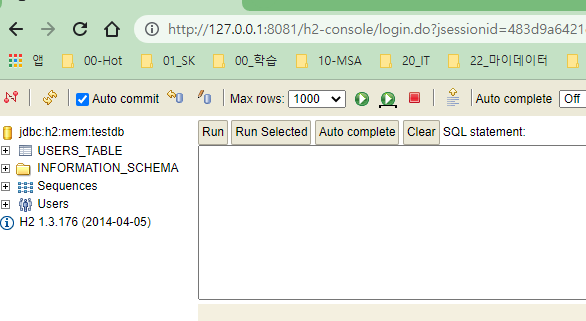 http://127.0.0.1:8081/h2-console/login.do?jsessionid=483d9a6421
앱 00-Hot 01_SK 00_학습 10-MSA 20_IT 22_마이데이터
Auto commit Max rows: 1000 Auto complete Off
jdbc:h2:mem:testdb Run Run Selected Auto complete Clear SQL statement:
USERS_TABLE
INFORMATION_SCHEMA
Sequences
Users
H2 1.3.176 (2014-04-05)